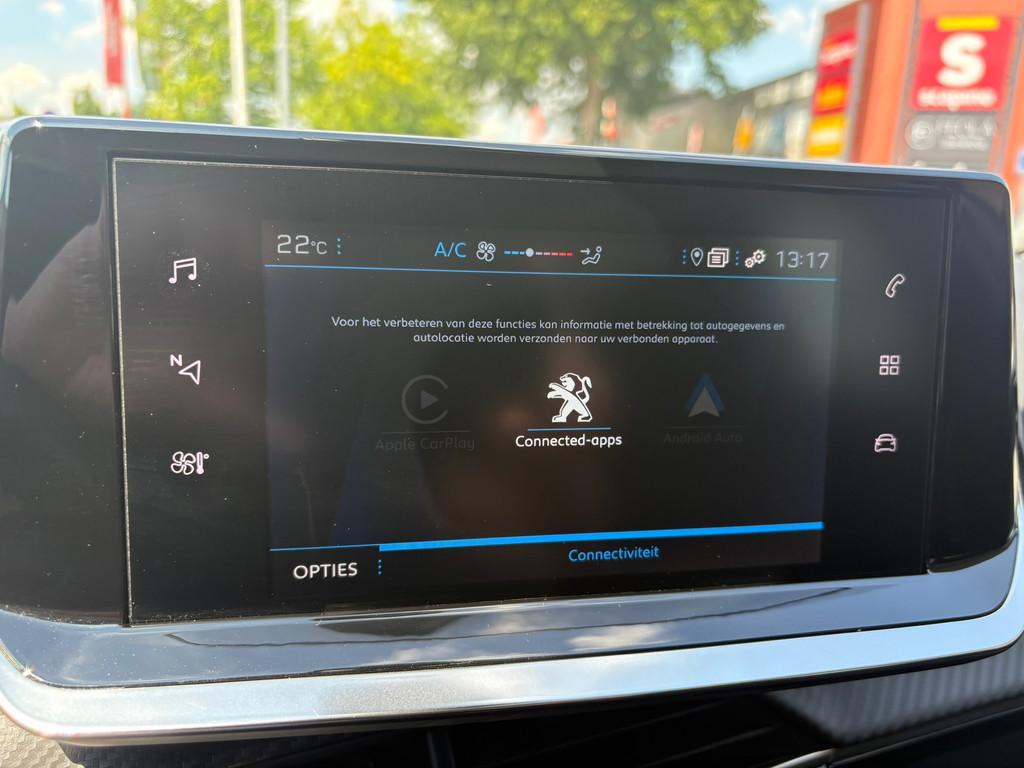 S
22°C
A/C
13:17
Voor het verbeteren van deze functies kan informatie met betrekking tot autogegevens en
autolocatie worden verzonden naar uw verbonden apparaat.
N
Apple CarPlay
Connected-apps
Android Auto
Connectiviteit
OPTIES